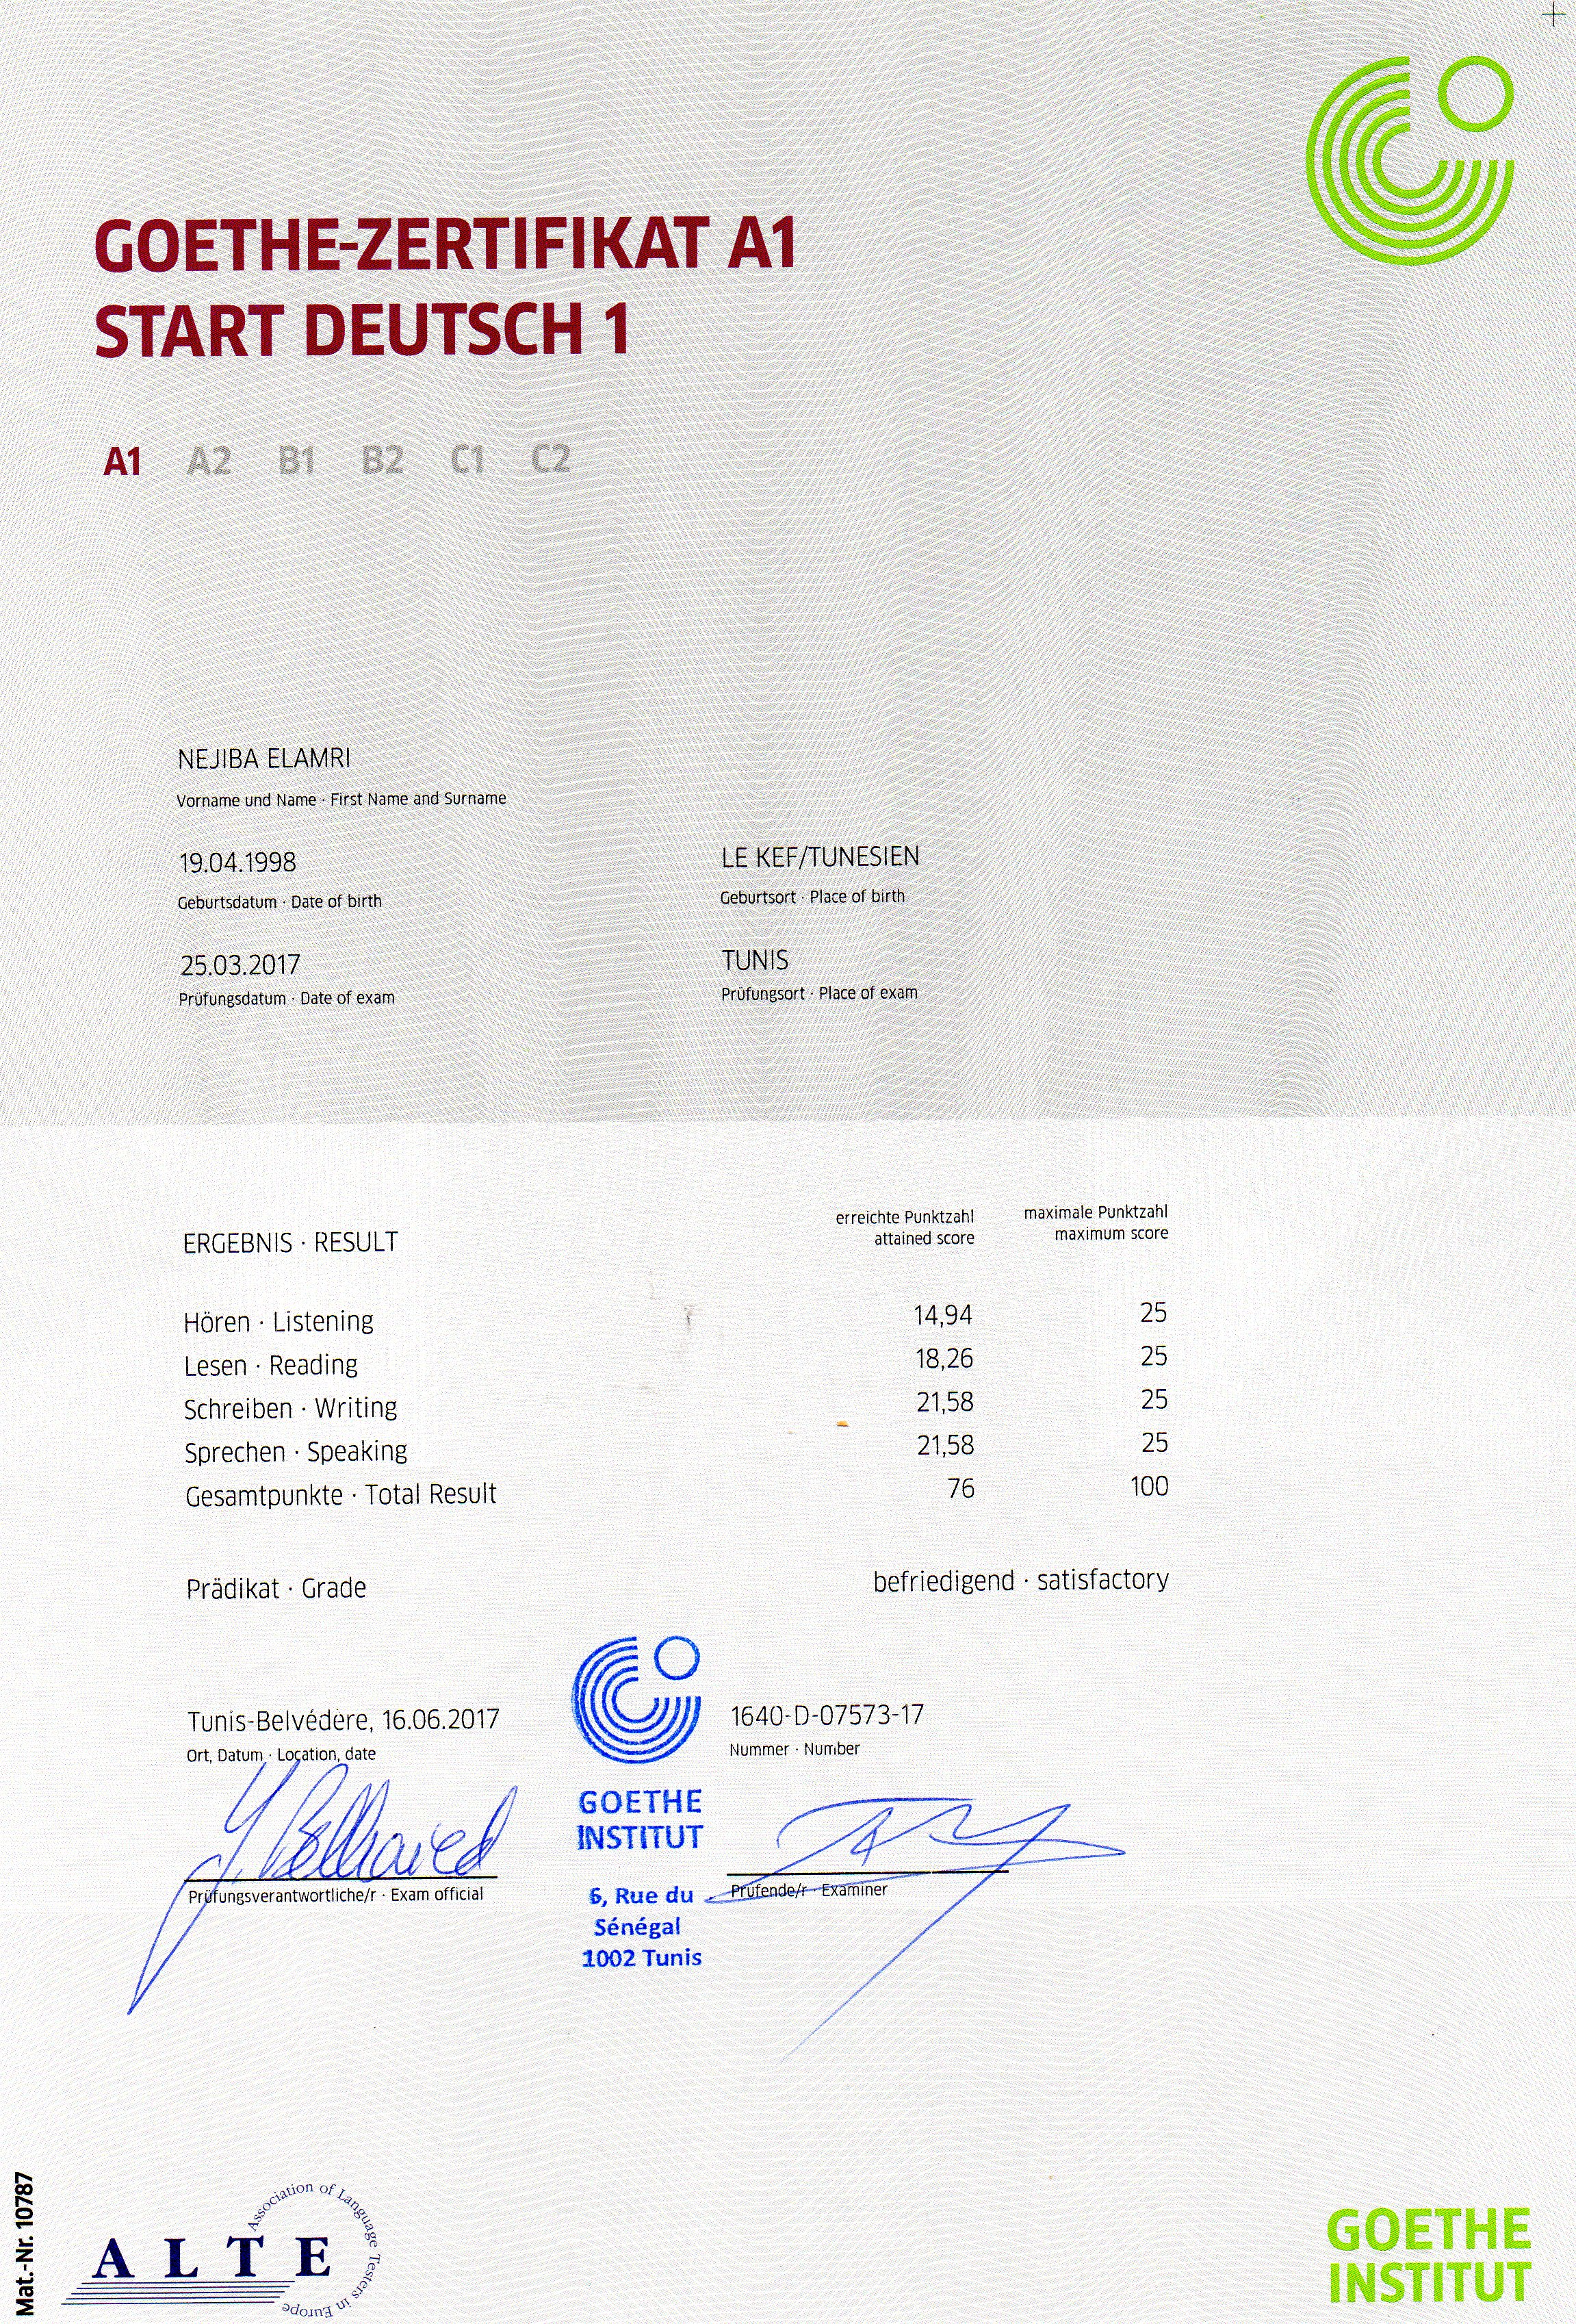 GOETHE-ZERTIFIKAT A1
START DEUTSCH 1
A1 A2 B1 B2 C1 C2
NEJIBA ELAMRI
Vorname und Name · First Name and Surname
19.04.1998
Geburtsdatum · Date of birth
LE KEF/TUNESIEN
Geburtsort · Place of birth
25.03.2017
Prüfungsdatum · Date of exam
TUNIS
Prüfungsort · Place of exam
ERGEBNIS · RESULT
erreichte Punktzahl
attained score
maximale Punktzahl
maximum score
Hören · Listening 14,94 25
Lesen · Reading 18,26 25
Schreiben · Writing 21,58 25
Sprechen · Speaking 21,58 25
Gesamtpunkte · Total Result 76 100
Prädikat · Grade befriedigend · satisfactory
Tunis-Belvédère, 16.06.2017
Ort, Datum · Location, date
1640-D-07573-17
Nummer · Number
GOETHE
INSTITUT
6, Rue du
Sénégal
1002 Tunis
Prüfungsverantwortliche/r · Exam official
Prüfende/r · Examiner
Mat.-Nr. 10787
ALTE
Association of Language Testers in Europe
GOETHE
INSTITUT